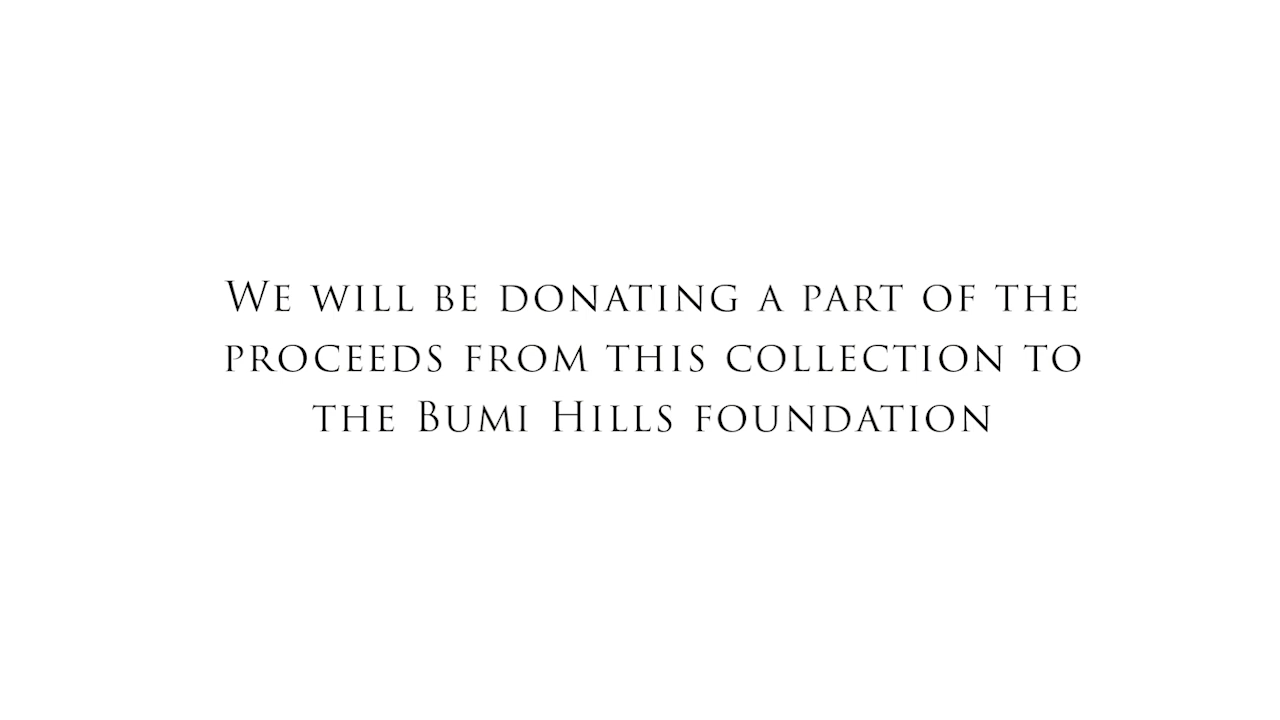 We will be donating a part of the
proceeds from this collection to
the Bumi Hills foundation